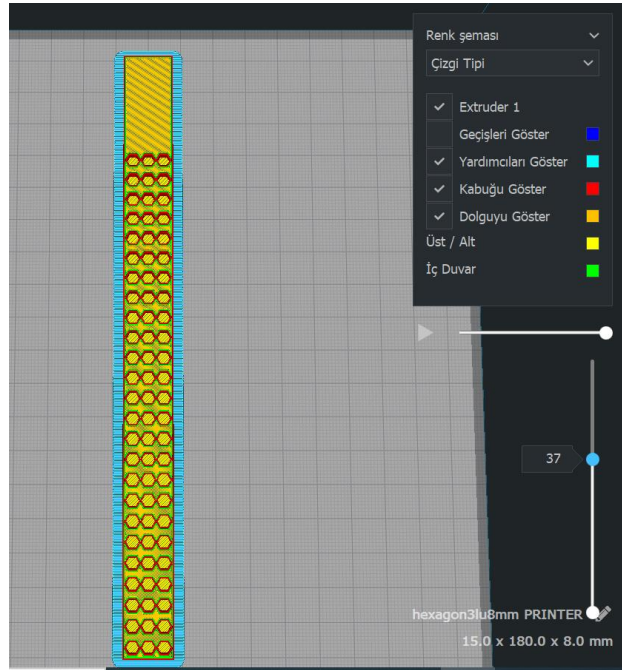 Renk şeması
Çizgi Tipi
Extruder 1
Geçişleri Göster
Yardımcıları Göster
Kabuğu Göster
Dolguyu Göster
Üst / Alt
İç Duvar
37
hexagon3lu8mm PRINTER
15.0 x 180.0 x 8.0 mm